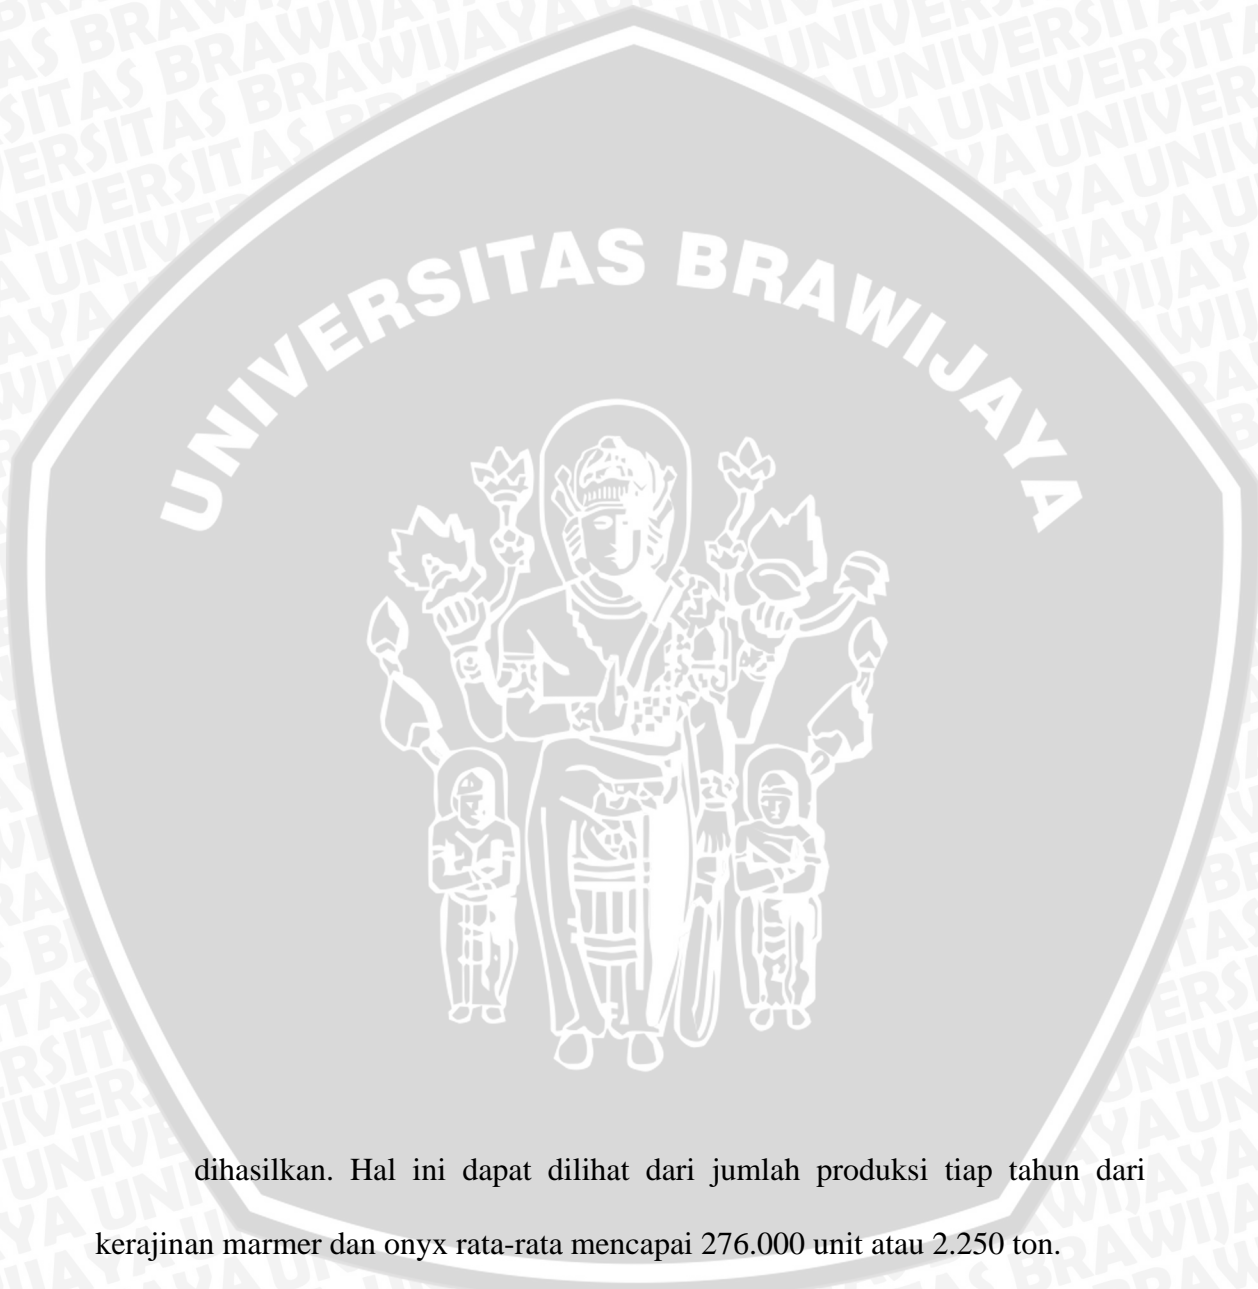 UNIVERSITAS BRAWIJAYA
dihasilkan. Hal ini dapat dilihat dari jumlah produksi tiap tahun dari
kerajinan marmer dan onyx rata-rata mencapai 276.000 unit atau 2.250 ton.